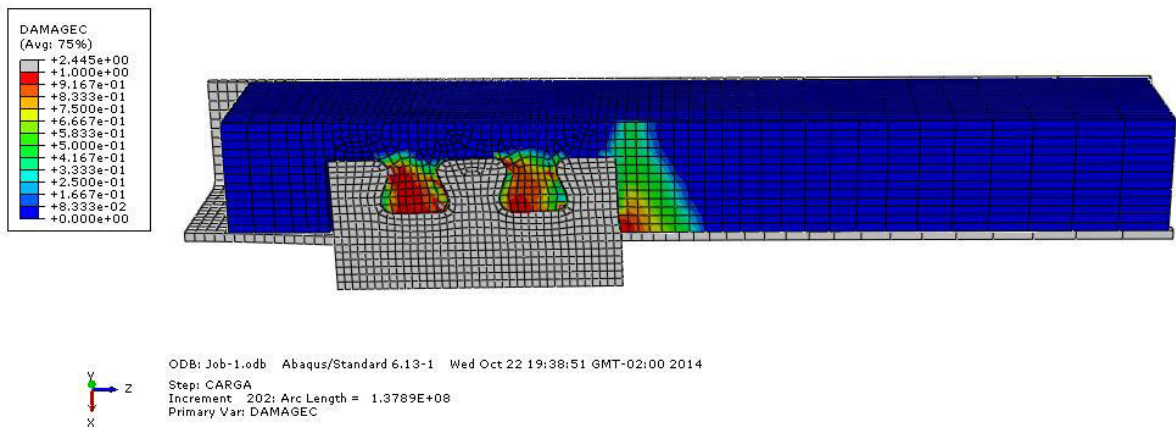 DAMAGEC
(Avg: 75%)
+2.445e+00
+1.000e+00
+9.167e-01
+8.333e-01
+7.500e-01
+6.667e-01
+5.833e-01
+5.000e-01
+4.167e-01
+3.333e-01
+2.500e-01
+1.667e-01
+8.333e-02
+0.000e+00
ODB: Job-1.odb Abaqus/Standard 6.13-1 Wed Oct 22 19:38:51 GMT-02:00 2014
Step: CARGA
Increment 202: Arc Length = 1.3789E+08
Primary Var: DAMAGEC
Y
Z
X